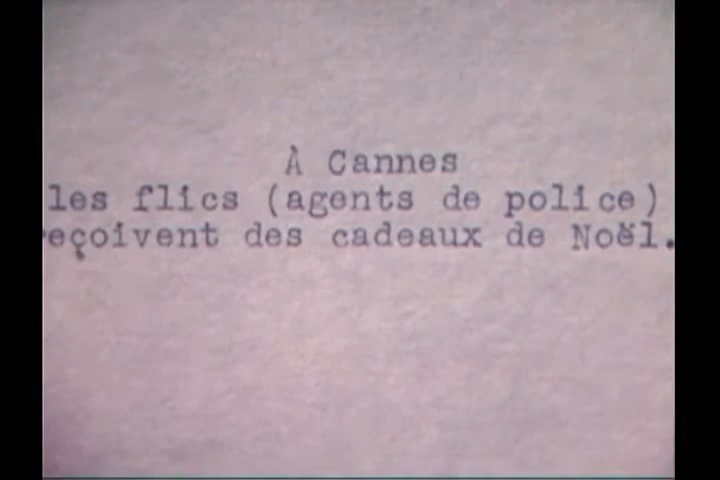 À Cannes
les flics (agents de police)
reçoivent des cadeaux de Noël.